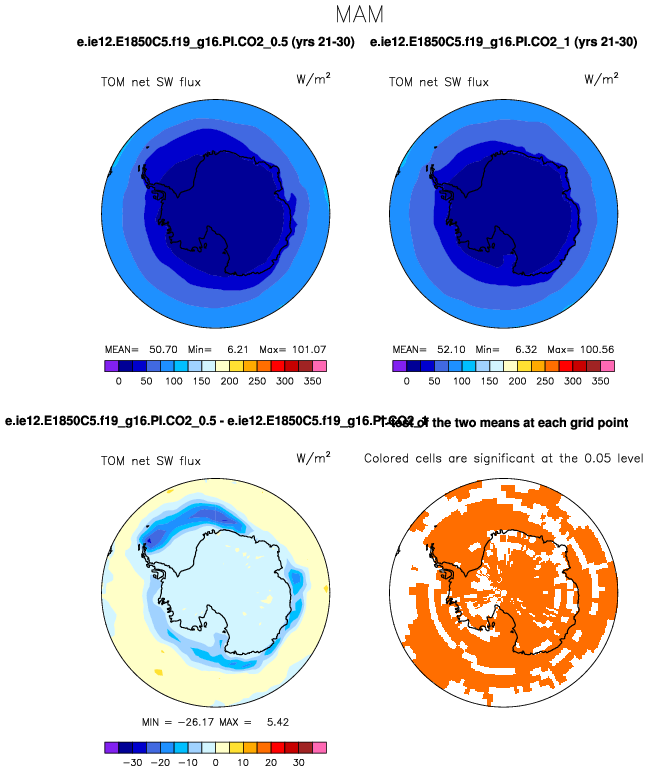 MAM
e.ie12.E1850C5.f19_g16.PI.CO2_0.5 (yrs 21-30)
e.ie12.E1850C5.f19_g16.PI.CO2_1 (yrs 21-30)
TOM net SW flux W/m²
TOM net SW flux W/m²
MEAN= 50.70 Min= 6.21 Max= 101.07
0 50 100 150 200 250 300 350
MEAN= 52.10 Min= 6.32 Max= 100.56
0 50 100 150 200 250 300 350
e.ie12.E1850C5.f19_g16.PI.CO2_0.5 - e.ie12.E1850C5.f19_g16.PI.CO2_1
T-test of the two means at each grid point
TOM net SW flux W/m²
Colored cells are significant at the 0.05 level
MIN = -26.17 MAX = 5.42
-30 -20 -10 0 10 20 30